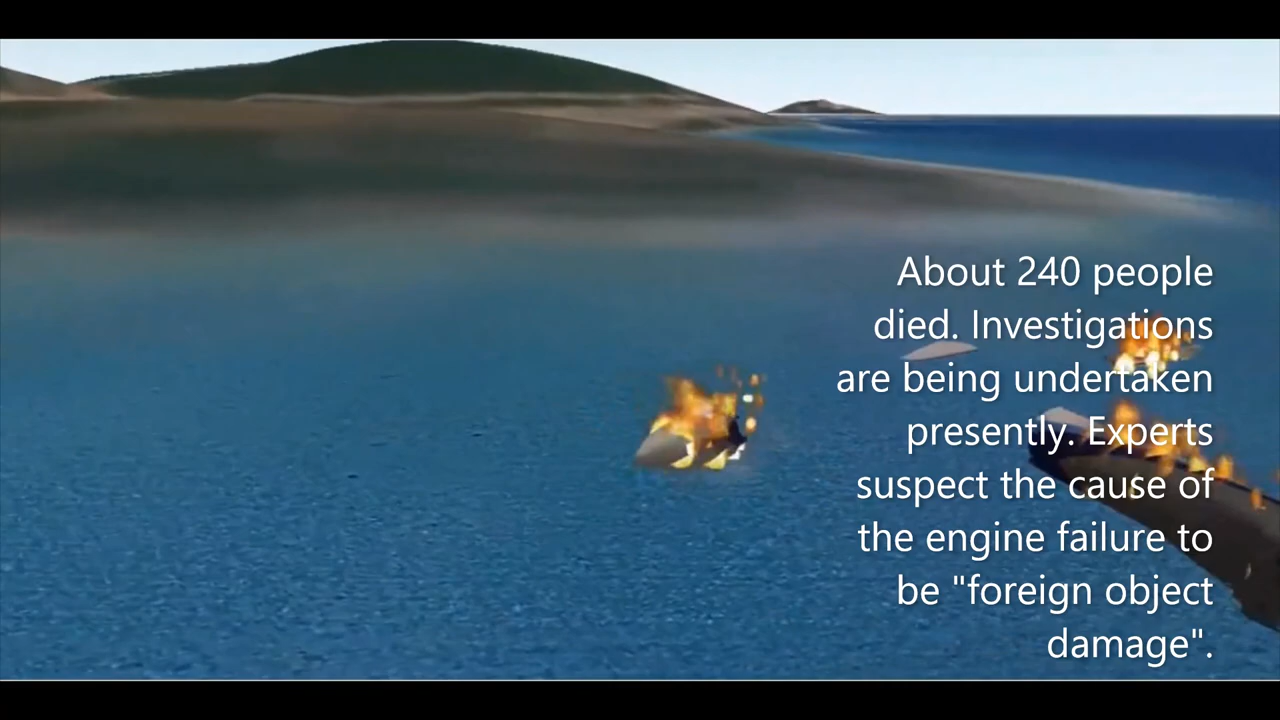 About 240 people
died. Investigations
are being undertaken
presently. Experts
suspect the cause of
the engine failure to
be "foreign object
damage".